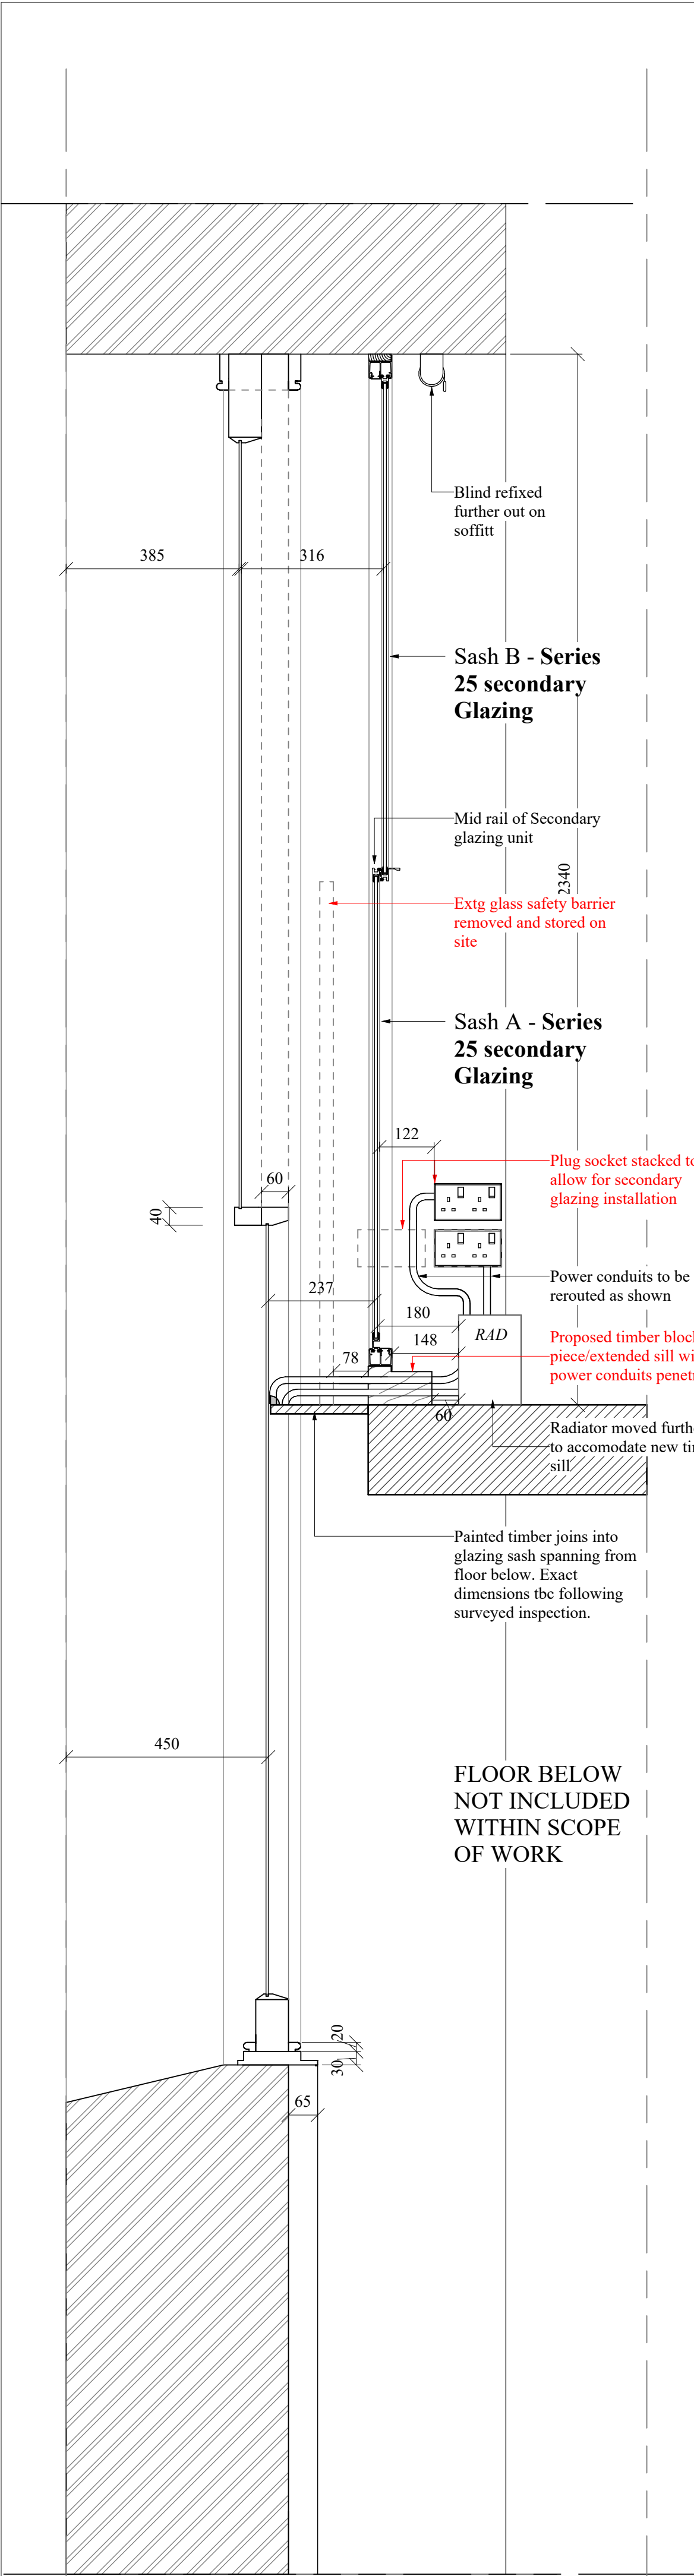 Blind refixed
further out on
soffitt
385
316
Sash B - Series
25 secondary
Glazing
Mid rail of Secondary
glazing unit
2340
Extg glass safety barrier
removed and stored on
site
Sash A - Series
25 secondary
Glazing
122
Plug socket stacked to
allow for secondary
glazing installation
60
40
Power conduits to be
rerouted as shown
237
180
RAD
148
Proposed timber block
piece/extended sill wi
power conduits penetr
78
60
Radiator moved furthe
to accomodate new tim
sill
Painted timber joins into
glazing sash spanning from
floor below. Exact
dimensions tbc following
surveyed inspection.
450
FLOOR BELOW
NOT INCLUDED
WITHIN SCOPE
OF WORK
20
30
65